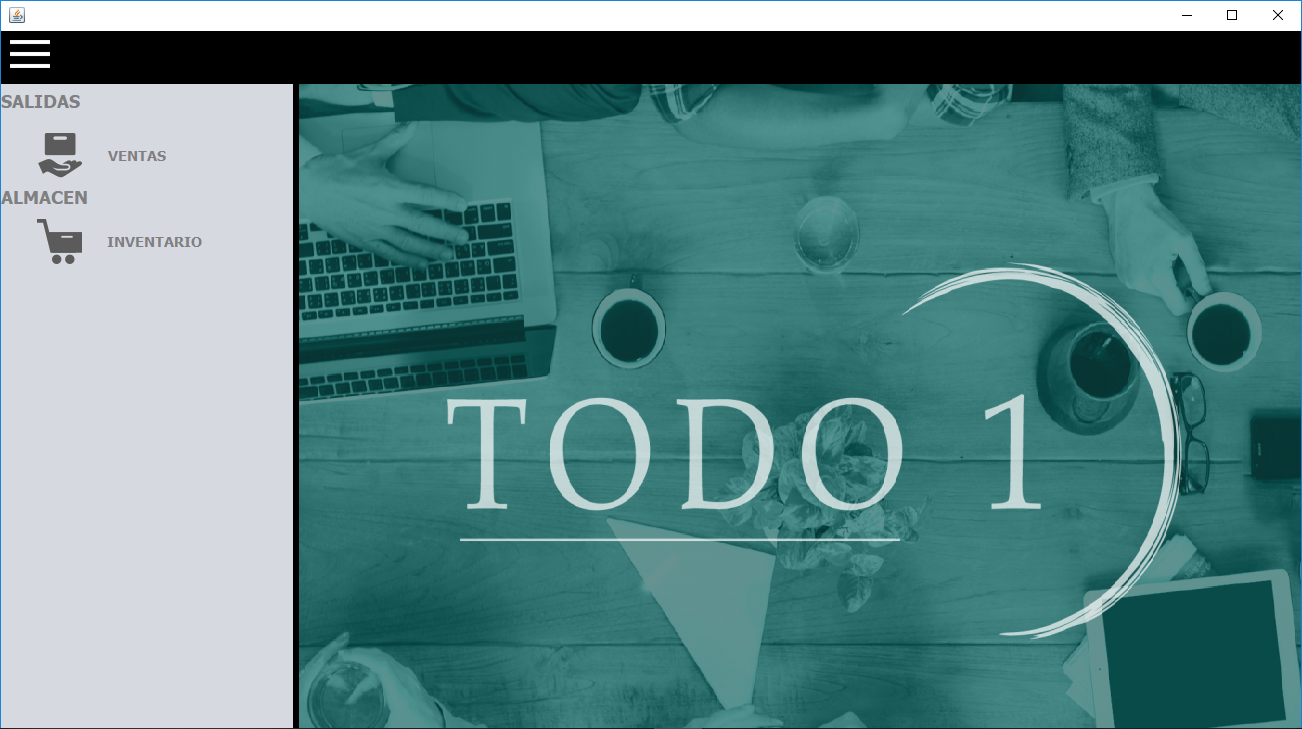 SALIDAS
VENTAS
ALMACEN
INVENTARIO
TODO 1